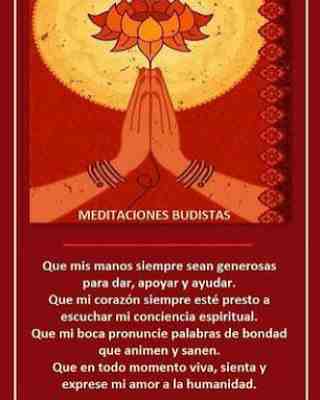 MEDITACIONES BUDISTAS
Que mis manos siempre sean generosas
para dar, apoyar y ayudar.
Que mi corazón siempre esté presto a
escuchar mi conciencia espiritual.
Que mi boca pronuncie palabras de bondad
que animen y sanen.
Que en todo momento viva, sienta y
exprese mi amor a la humanidad.